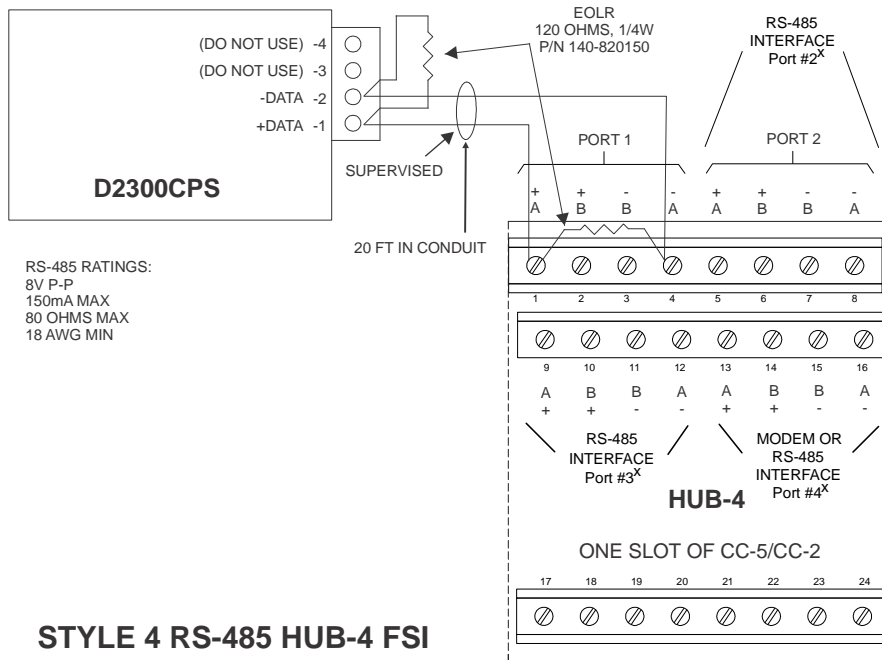 EOLR
120 OHMS, 1/4W
P/N 140-820150
RS-485
INTERFACE
Port #2X
(DO NOT USE) -4
(DO NOT USE) -3
-DATA -2
+DATA -1
D2300CPS
SUPERVISED
20 FT IN CONDUIT
PORT 1
PORT 2
+ + - - + + - -
A B B A A B B A
RS-485 RATINGS:
8V P-P
150mA MAX
80 OHMS MAX
18 AWG MIN
1 2 3 4 5 6 7 8
9 10 11 12 13 14 15 16
A B B A A B B A
+ + - - + + - -
RS-485
INTERFACE
Port #3X
MODEM OR
RS-485
INTERFACE
Port #4X
HUB-4
ONE SLOT OF CC-5/CC-2
17 18 19 20 21 22 23 24
STYLE 4 RS-485 HUB-4 FSI